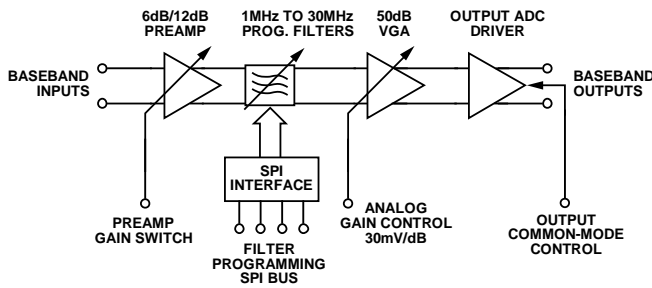 6dB/12dB
PREAMP
1MHz TO 30MHz
PROG. FILTERS
50dB
VGA
OUTPUT ADC
DRIVER
BASEBAND
INPUTS
BASEBAND
OUTPUTS
SPI
INTERFACE
PREAMP
GAIN SWITCH
FILTER
PROGRAMMING
SPI BUS
ANALOG
GAIN CONTROL
30mV/dB
OUTPUT
COMMON-MODE
CONTROL